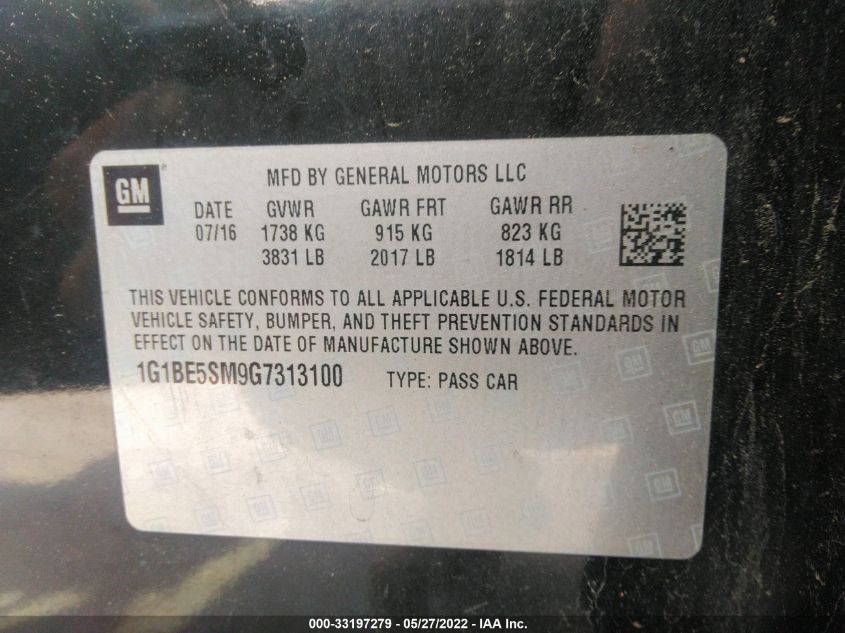 GM
MFD BY GENERAL MOTORS LLC
DATE GVWR GAWR FRT GAWR RR
07/16 1738 KG 915 KG 823 KG
3831 LB 2017 LB 1814 LB
THIS VEHICLE CONFORMS TO ALL APPLICABLE U.S. FEDERAL MOTOR
VEHICLE SAFETY, BUMPER, AND THEFT PREVENTION STANDARDS IN
EFFECT ON THE DATE OF MANUFACTURE SHOWN ABOVE.
1G1BE5SM9G7313100 TYPE: PASS CAR
000-33197279 - 05/27/2022 - IAA Inc.